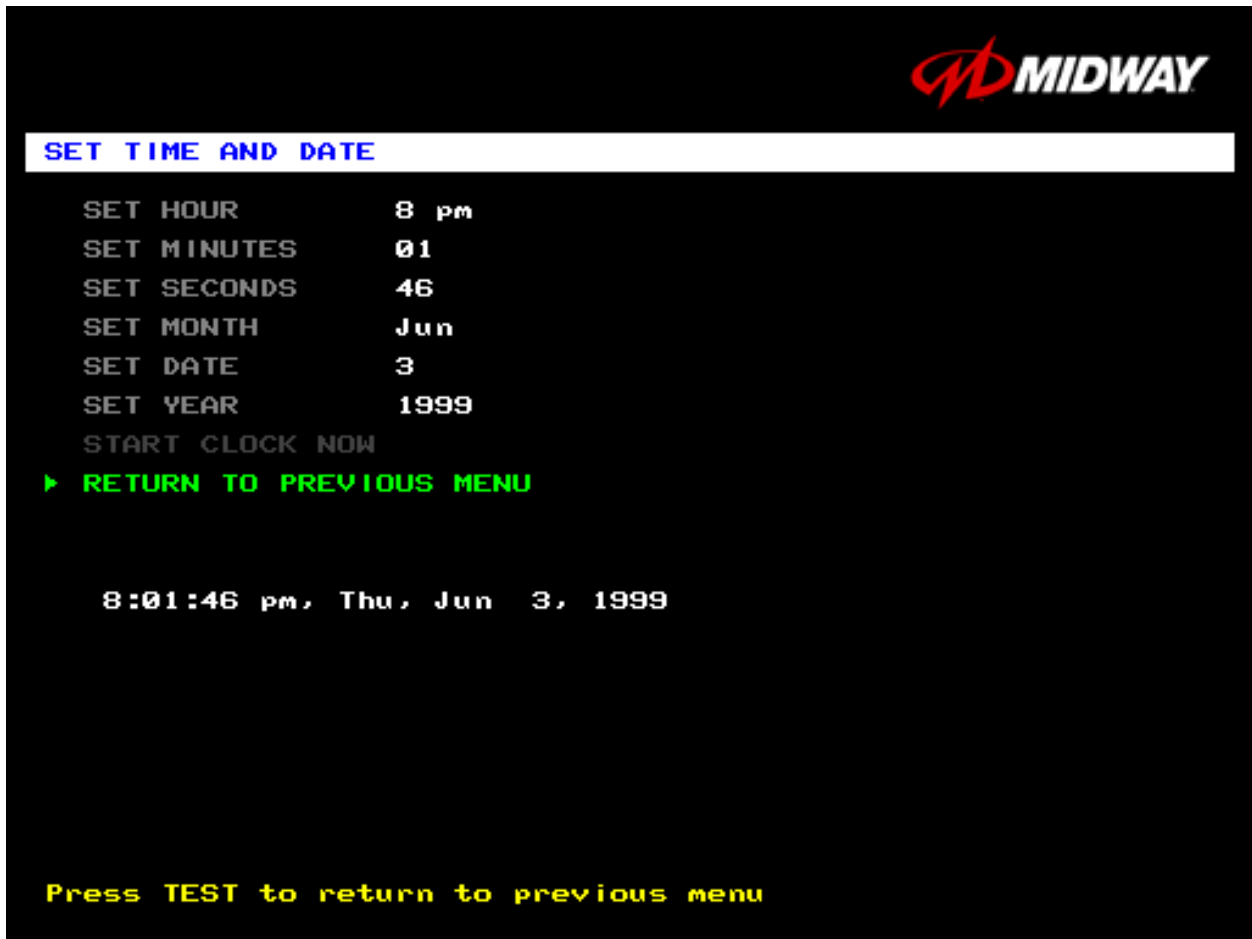 MIDWAY
SET TIME AND DATE
SET HOUR 8 pm
SET MINUTES 01
SET SECONDS 46
SET MONTH Jun
SET DATE 3
SET YEAR 1999
START CLOCK NOW
RETURN TO PREVIOUS MENU
8:01:46 pm, Thu, Jun 3, 1999
Press TEST to return to previous menu